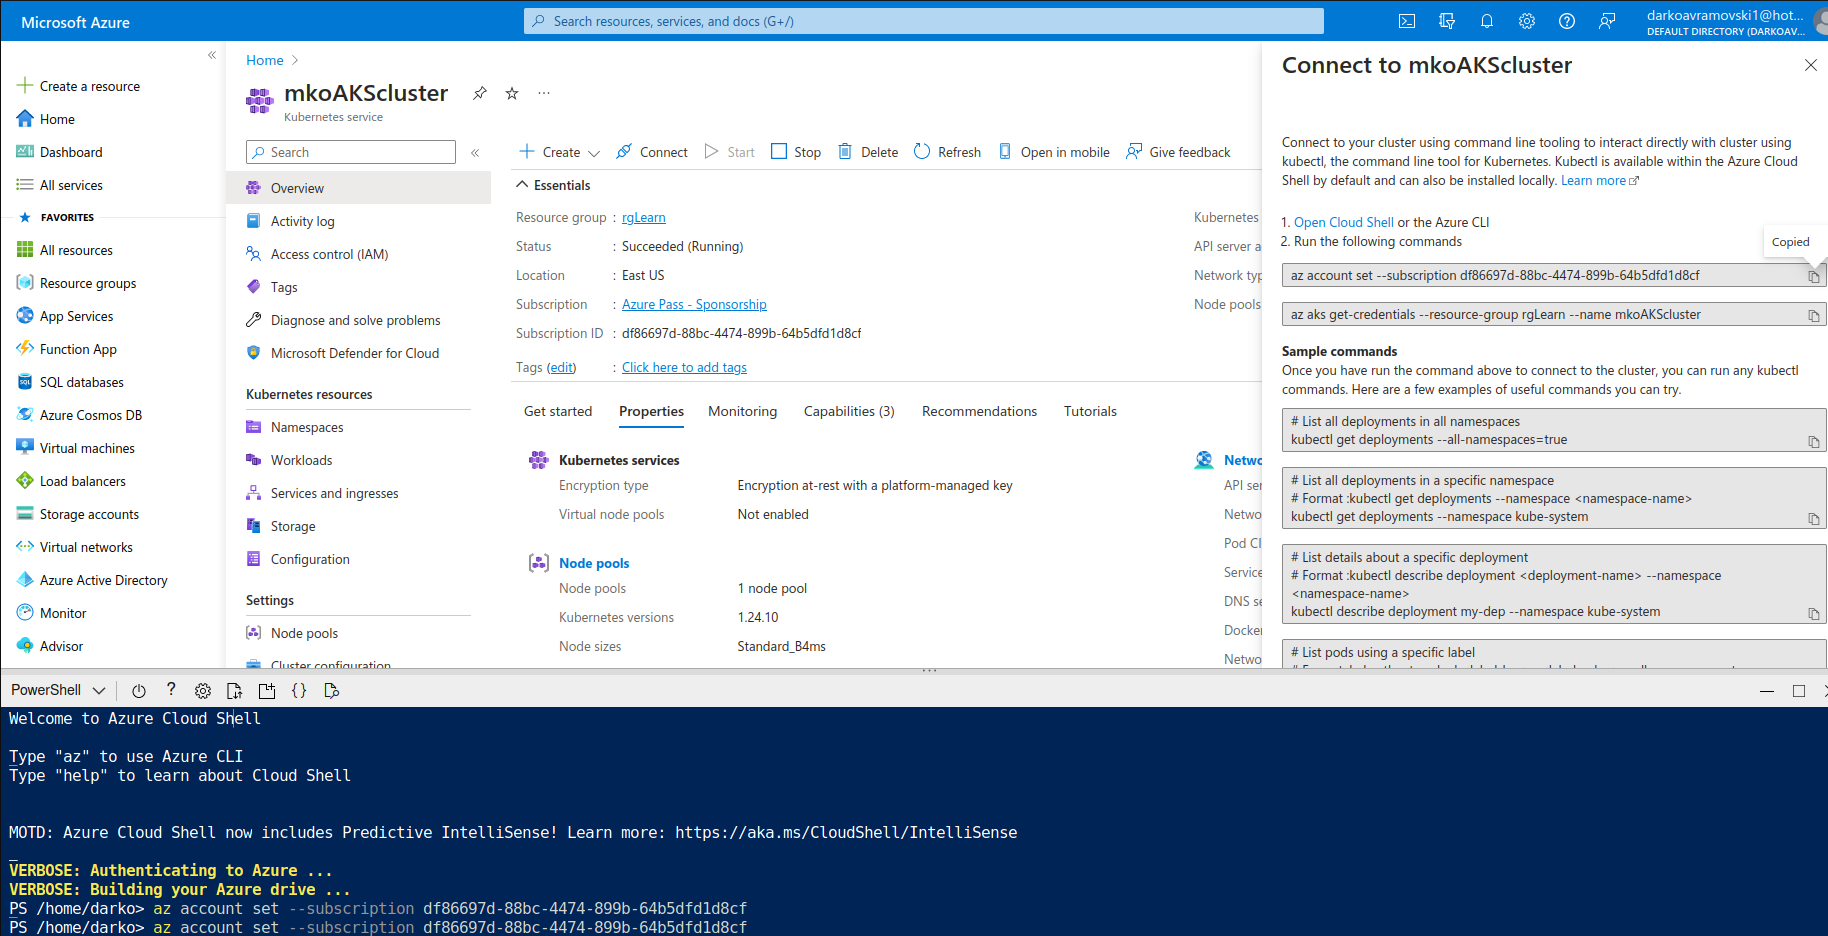 Microsoft Azure
Search resources, services, and docs (G+/)
darkoavramovski1@hot...
DEFAULT DIRECTORY (DARKOAV...
Create a resource
Home
Dashboard
All services
FAVORITES
All resources
Resource groups
App Services
Function App
SQL databases
Azure Cosmos DB
Virtual machines
Load balancers
Storage accounts
Virtual networks
Azure Active Directory
Monitor
Advisor
Home
mkoAKScluster
Kubernetes service
Search
Overview
Activity log
Access control (IAM)
Tags
Diagnose and solve problems
Microsoft Defender for Cloud
Kubernetes resources
Namespaces
Workloads
Services and ingresses
Storage
Configuration
Settings
Node pools
Cluster configuration
Create
Connect
Start
Stop
Delete
Refresh
Open in mobile
Give feedback
Essentials
Resource group : rgLearn
Status : Succeeded (Running)
Location : East US
Subscription : Azure Pass - Sponsorship
Subscription ID : df86697d-88bc-4474-899b-64b5dfd1d8cf
Tags (edit) : Click here to add tags
Kubernetes
API server a
Network typ
Node pools
Get started
Properties
Monitoring
Capabilities (3)
Recommendations
Tutorials
Kubernetes services
Encryption type Encryption at-rest with a platform-managed key
Virtual node pools Not enabled
Node pools
Node pools 1 node pool
Kubernetes versions 1.24.10
Node sizes Standard_B4ms
Netwo
API ser
Netwo
Pod CI
Service
DNS se
Docker
Netwo
Connect to mkoAKScluster
Connect to your cluster using command line tooling to interact directly with cluster using
kubectl, the command line tool for Kubernetes. Kubectl is available within the Azure Cloud
Shell by default and can also be installed locally. Learn more
1. Open Cloud Shell or the Azure CLI
2. Run the following commands
Copied
az account set --subscription df86697d-88bc-4474-899b-64b5dfd1d8cf
az aks get-credentials --resource-group rgLearn --name mkoAKScluster
Sample commands
Once you have run the command above to connect to the cluster, you can run any kubectl
commands. Here are a few examples of useful commands you can try.
# List all deployments in all namespaces
kubectl get deployments --all-namespaces=true
# List all deployments in a specific namespace
# Format :kubectl get deployments --namespace <namespace-name>
kubectl get deployments --namespace kube-system
# List details about a specific deployment
# Format :kubectl describe deployment <deployment-name> --namespace
<namespace-name>
kubectl describe deployment my-dep --namespace kube-system
# List pods using a specific label
PowerShell
Welcome to Azure Cloud Shell
Type "az" to use Azure CLI
Type "help" to learn about Cloud Shell
MOTD: Azure Cloud Shell now includes Predictive IntelliSense! Learn more: https://aka.ms/CloudShell/IntelliSense
VERBOSE: Authenticating to Azure ...
VERBOSE: Building your Azure drive ...
PS /home/darko> az account set --subscription df86697d-88bc-4474-899b-64b5dfd1d8cf
PS /home/darko> az account set --subscription df86697d-88bc-4474-899b-64b5dfd1d8cf